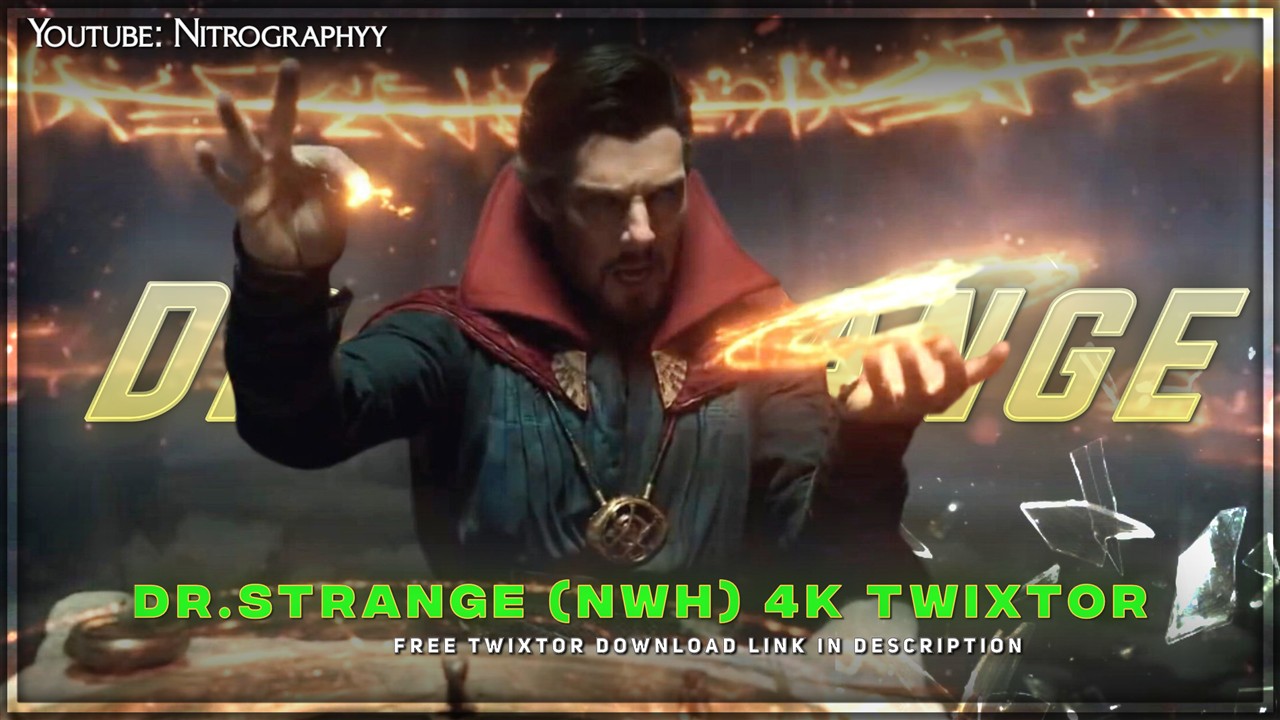 Youtube: Nitrographyy
DR.STRANGE (NWH) 4K TWIXTOR
FREE TWIXTOR DOWNLOAD LINK IN DESCRIPTION